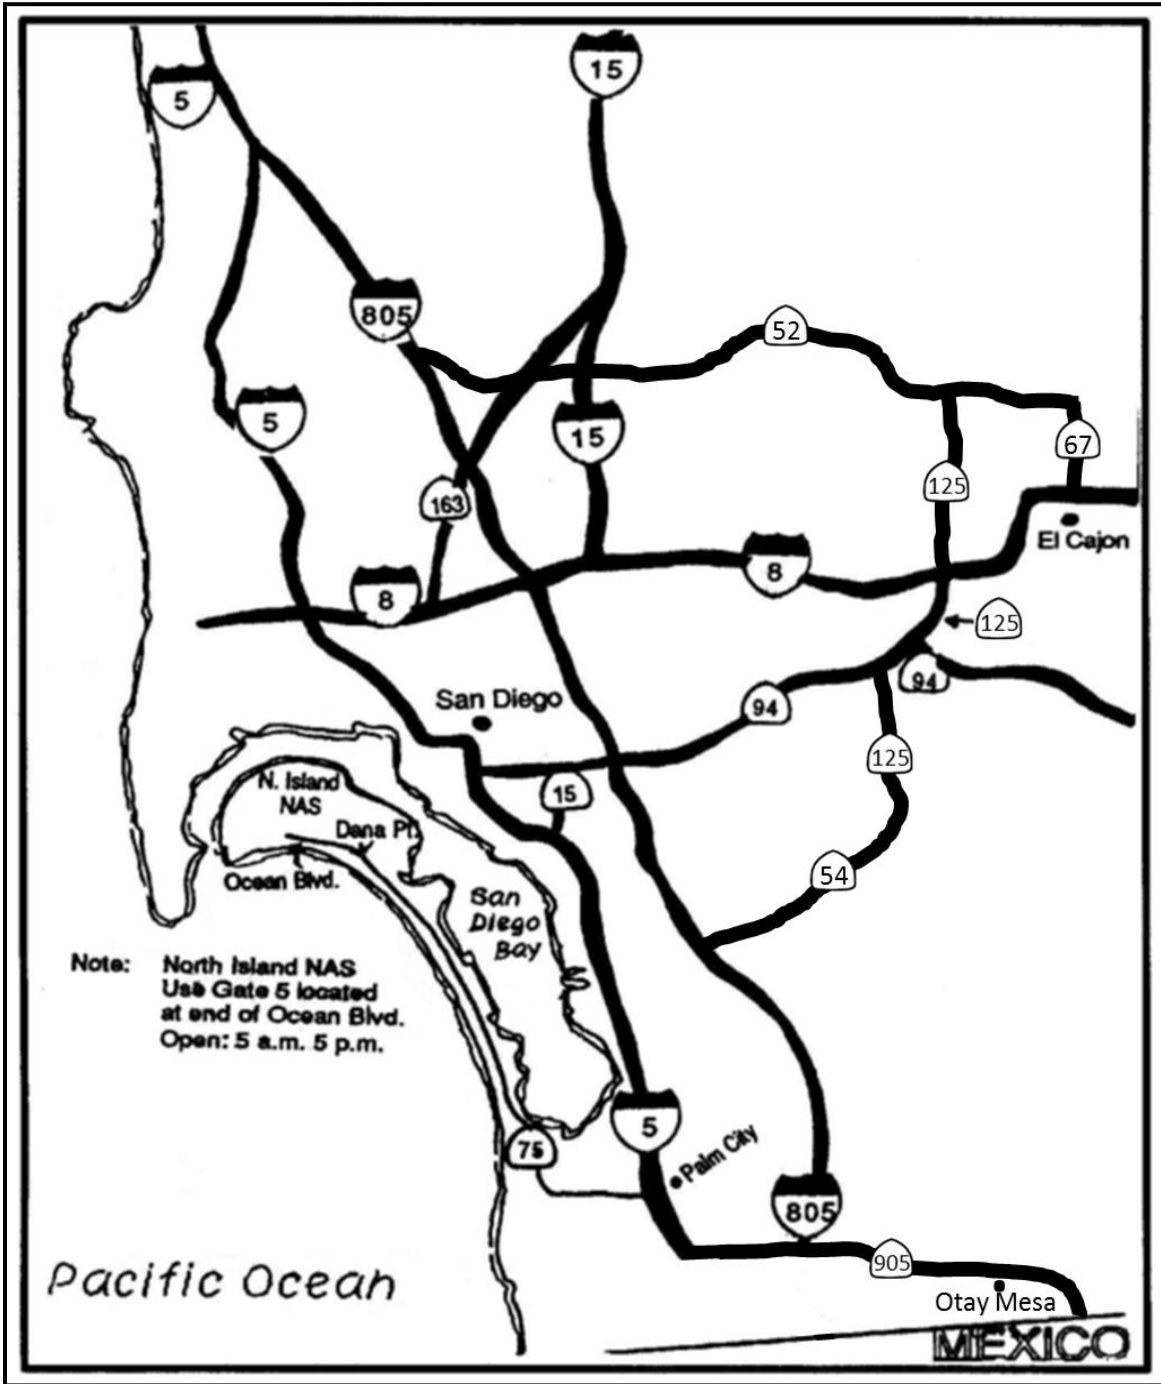 15
5
805
52
5
15
67
125
163
El Cajon
8
8
125
94
San Diego
94
125
15
N. Island
NAS
Dana Pt.
Ocean Blvd.
54
San
Diego
Bay
Note: North Island NAS
Use Gate 5 located
at end of Ocean Blvd.
Open: 5 a.m. 5 p.m.
5
75
Palm City
805
905
Pacific Ocean
Otay Mesa
MEXICO